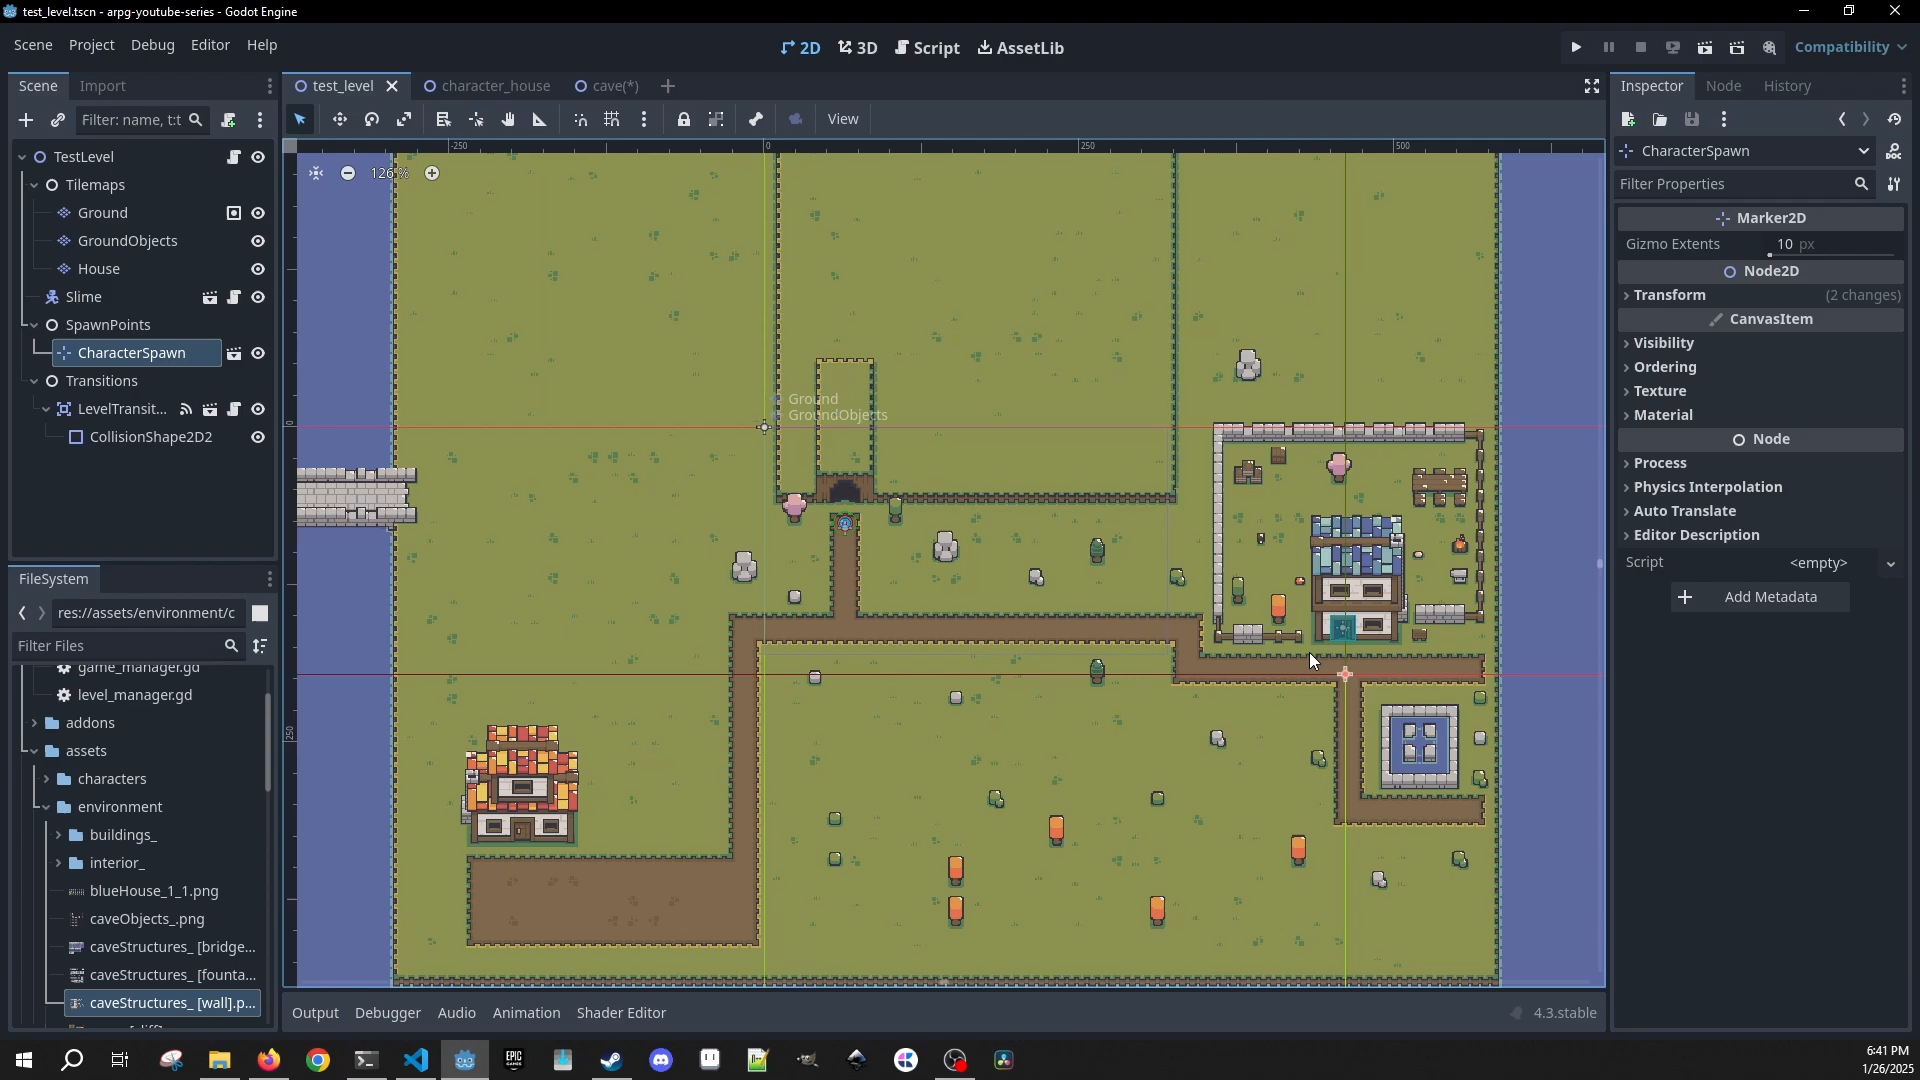 test_level.tscn - arpg-youtube-series - Godot Engine
Scene Project Debug Editor Help
2D 3D Script AssetLib
Compatibility
Scene Import
Filter: name, t:t
TestLevel
Tilemaps
Ground
GroundObjects
House
Slime
SpawnPoints
CharacterSpawn
Transitions
LevelTransit...
CollisionShape2D2
FileSystem
res://assets/environment/c
Filter Files
game_manager.gd
level_manager.gd
addons
assets
characters
environment
buildings_
interior_
blueHouse_1_1.png
caveObjects_.png
caveStructures_ [bridge...
caveStructures_ [founta...
caveStructures_ [wall].p...
test_level character_house cave(*)
View
-250 0 250 500
126 %
0
250
Ground
GroundObjects
Output Debugger Audio Animation Shader Editor
4.3.stable
Inspector Node History
CharacterSpawn
Filter Properties
Marker2D
Gizmo Extents 10 px
Node2D
Transform (2 changes)
CanvasItem
Visibility
Ordering
Texture
Material
Node
Process
Physics Interpolation
Auto Translate
Editor Description
Script <empty>
Add Metadata
EPIC GAMES
6:41 PM
1/26/2025